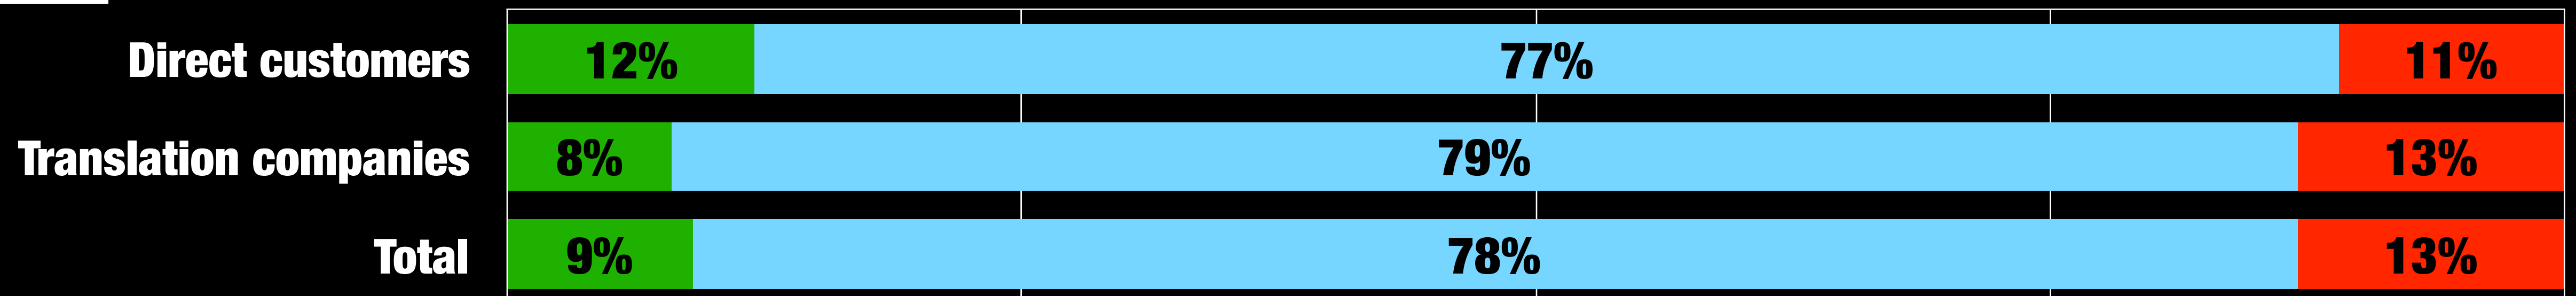 Direct customers 12% 77% 11%
Translation companies 8% 79% 13%
Total 9% 78% 13%